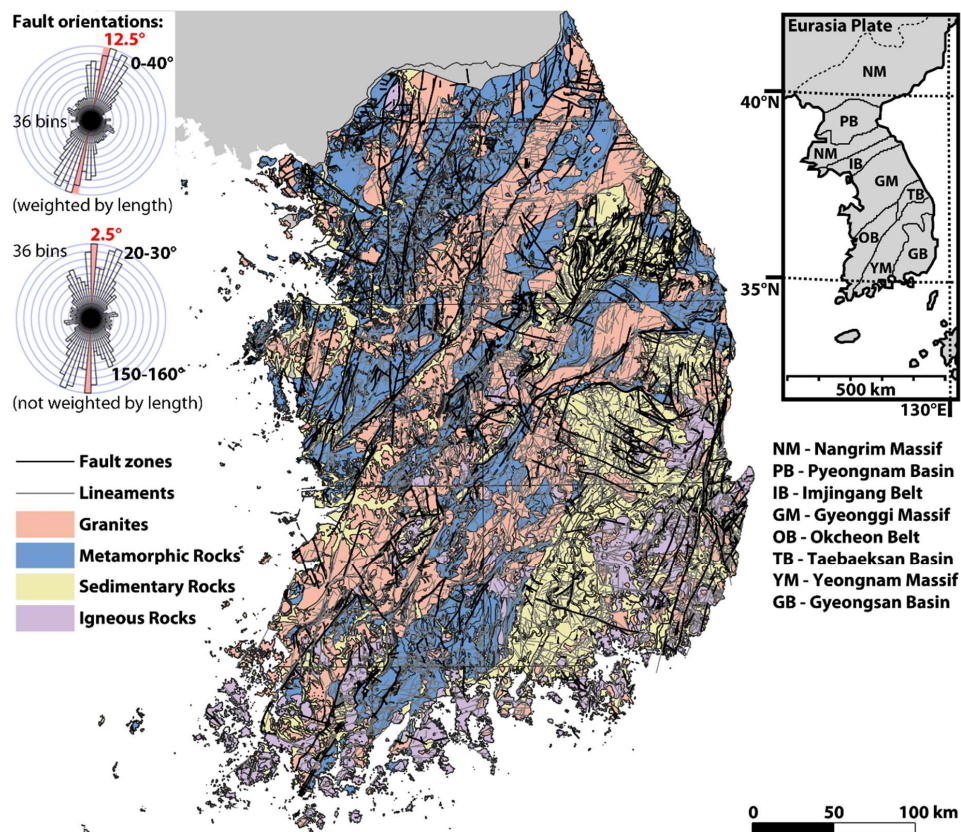 Fault orientations:
12.5°
0-40°
36 bins
(weighted by length)
2.5°
36 bins
20-30°
150-160°
(not weighted by length)
Fault zones
Lineaments
Granites
Metamorphic Rocks
Sedimentary Rocks
Igneous Rocks
Eurasia Plate
NM
40°N
PB
NM
IB
GM
TB
OB
GB
YM
35°N
500 km
130°E
NM - Nangrim Massif
PB - Pyeongnam Basin
IB - Imjingang Belt
GM - Gyeonggi Massif
OB - Okcheon Belt
TB - Taebaeksan Basin
YM - Yeongnam Massif
GB - Gyeongsan Basin
0 50 100 km